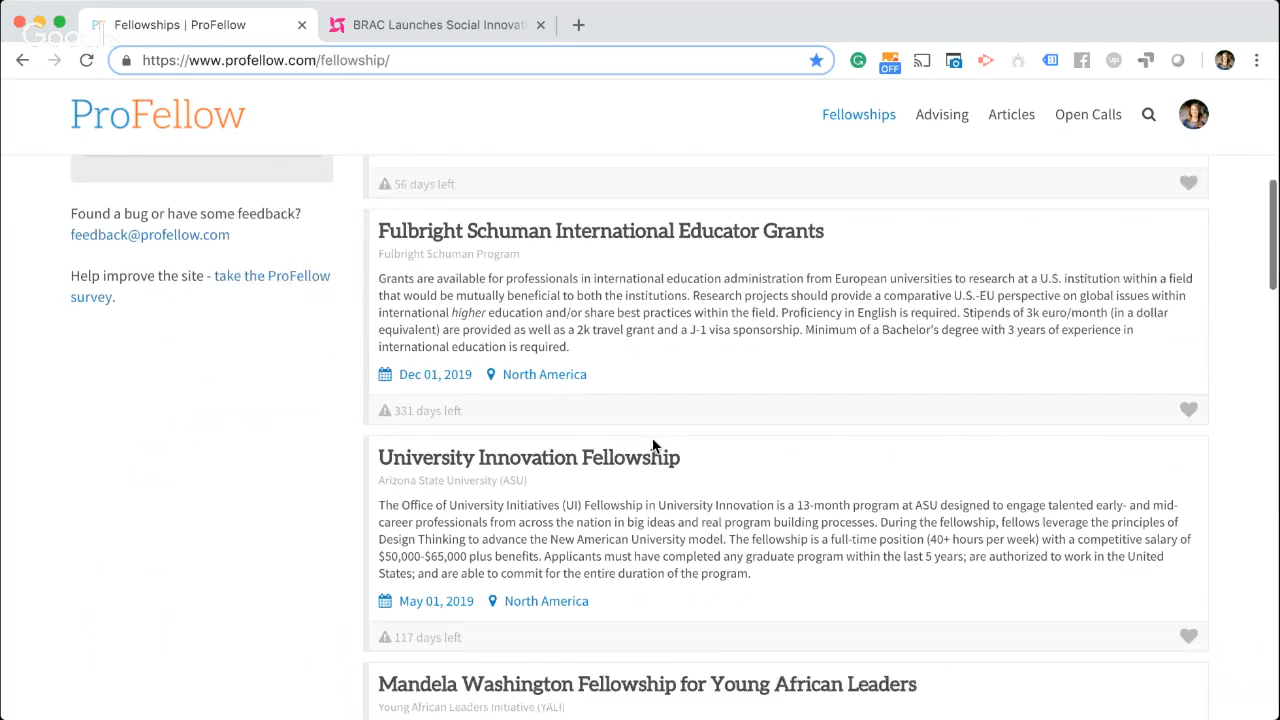 Fellowships | ProFellow
BRAC Launches Social Innovati
https://www.profellow.com/fellowship/
OFF
ProFellow
Fellowships
Advising
Articles
Open Calls
Found a bug or have some feedback?
feedback@profellow.com
Help improve the site - take the ProFellow
survey.
56 days left
Fulbright Schuman International Educator Grants
Fulbright Schuman Program
Grants are available for professionals in international education administration from European universities to research at a U.S. institution within a field
that would be mutually beneficial to both the institutions. Research projects should provide a comparative U.S.-EU perspective on global issues within
international higher education and/or share best practices within the field. Proficiency in English is required. Stipends of 3k euro/month (in a dollar
equivalent) are provided as well as a 2k travel grant and a J-1 visa sponsorship. Minimum of a Bachelor's degree with 3 years of experience in
international education is required.
Dec 01, 2019 North America
331 days left
University Innovation Fellowship
Arizona State University (ASU)
The Office of University Initiatives (UI) Fellowship in University Innovation is a 13-month program at ASU designed to engage talented early- and mid-
career professionals from across the nation in big ideas and real program building processes. During the fellowship, fellows leverage the principles of
Design Thinking to advance the New American University model. The fellowship is a full-time position (40+ hours per week) with a competitive salary of
$50,000-$65,000 plus benefits. Applicants must have completed any graduate program within the last 5 years; are authorized to work in the United
States; and are able to commit for the entire duration of the program.
May 01, 2019 North America
117 days left
Mandela Washington Fellowship for Young African Leaders
Young African Leaders Initiative (YALI)